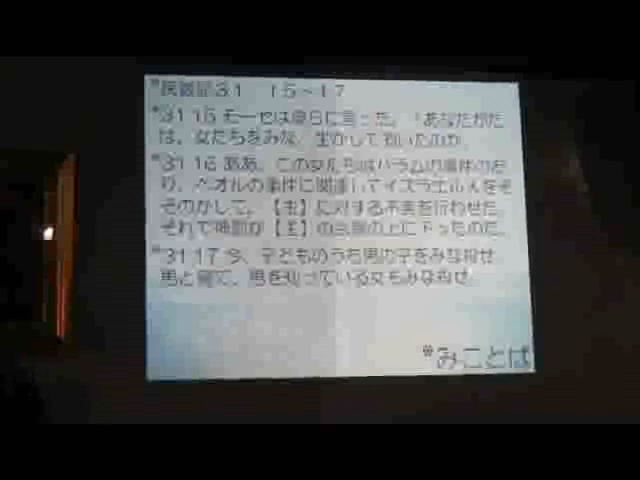 *民数記31 15~17
*31:15 モーセは彼らに言った。「あなたがた
は、女たちをみな、生かしておいたのか。
*31:16 ああ、この女たちはバラムの事件のお
り、ペオルの事件に関連してイスラエル人をそ
そのかして、【主】に対する不実を行わせた。
それで神罰が【主】の会衆の上に下ったのだ。
*31:17 今、子どものうち男の子をみな殺せ。
男と寝て、男を知っている女もみな殺せ。
*みことば